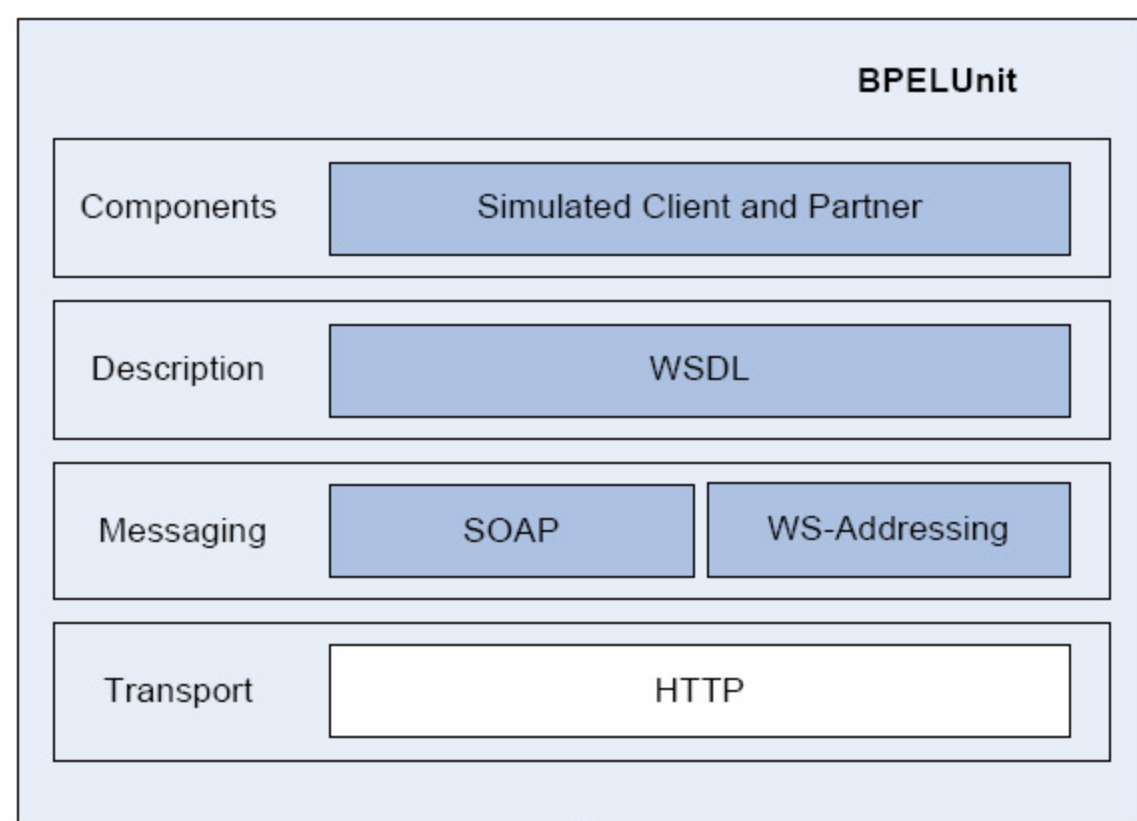 BPELUnit
Components
Simulated Client and Partner
Description
WSDL
Messaging
SOAP
WS-Addressing
Transport
HTTP